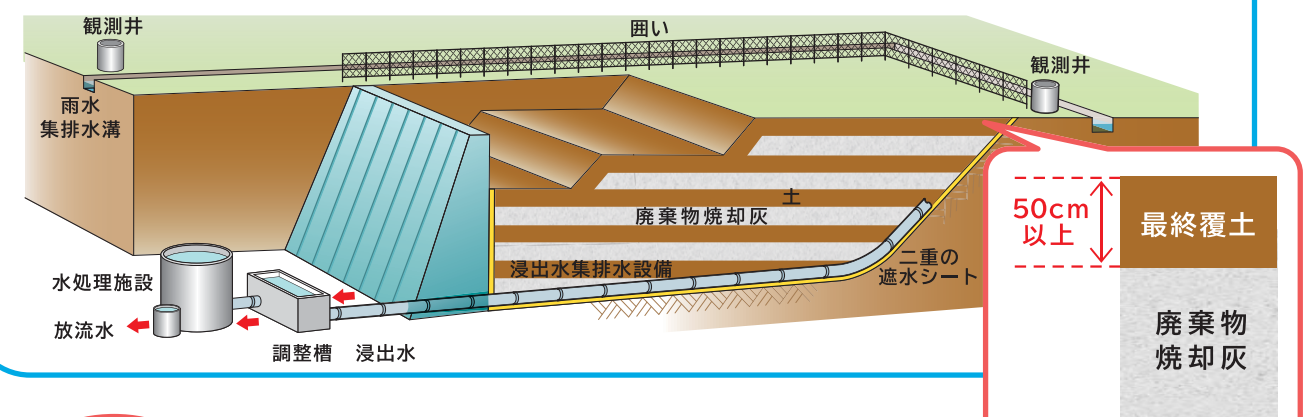 観測井
囲い
観測井
雨水
集排水溝
土
廃棄物焼却灰
浸出水集排水設備
二重の
遮水シート
水処理施設
放流水
調整槽
浸出水
50cm
以上
最終覆土
廃棄物
焼却灰